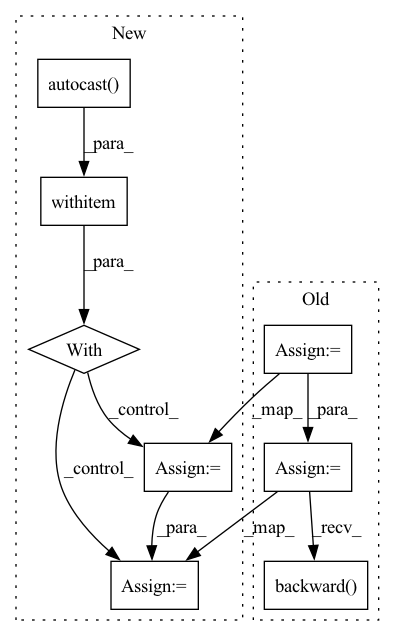 New
autocast()
_para_
withitem
_para_
Old
With
Assign:=
_control_
_map_
_para_
_control_
Assign:=
Assign:=
_para_
_map_
_recv_
Assign:=
backward()